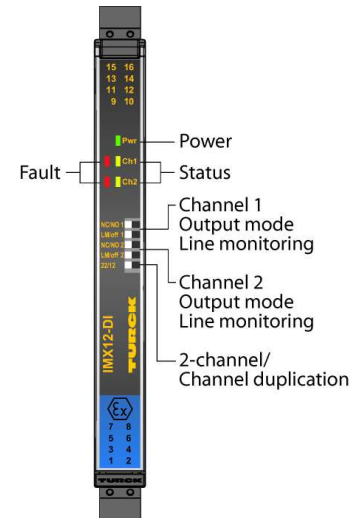 15 16
13 14
11 12
9 10
Pwr
Power
Ch1
Fault
Status
Ch2
Channel 1
Output mode
Line monitoring
NC/NO 1
LM/off 1
NC/NO 2
LM/off 2
22/12
Channel 2
Output mode
Line monitoring
2-channel/
Channel duplication
IMX12-DI
TURCK
Ex
7 8
5 6
3 4
1 2
TURCK